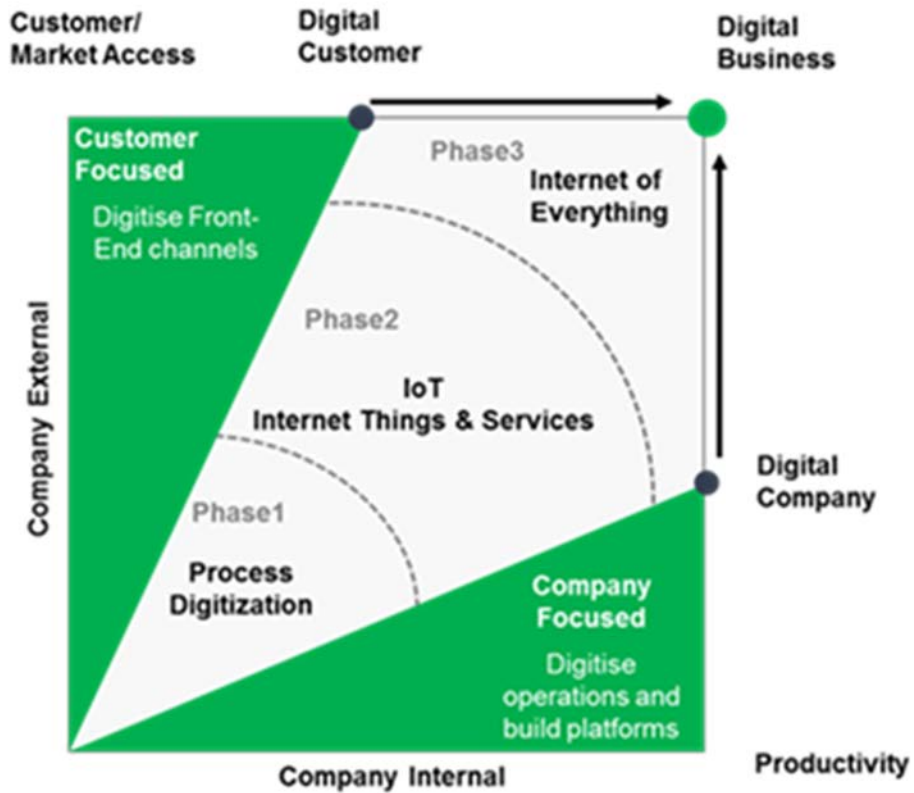 Customer/
Market Access
Digital
Customer
Digital
Business
Customer
Focused
Digitise Front-
End channels
Phase3
Internet of
Everything
Phase2
IoT
Internet Things & Services
Company External
Phase1
Process
Digitization
Digital
Company
Company
Focused
Digitise
operations and
build platforms
Company Internal
Productivity